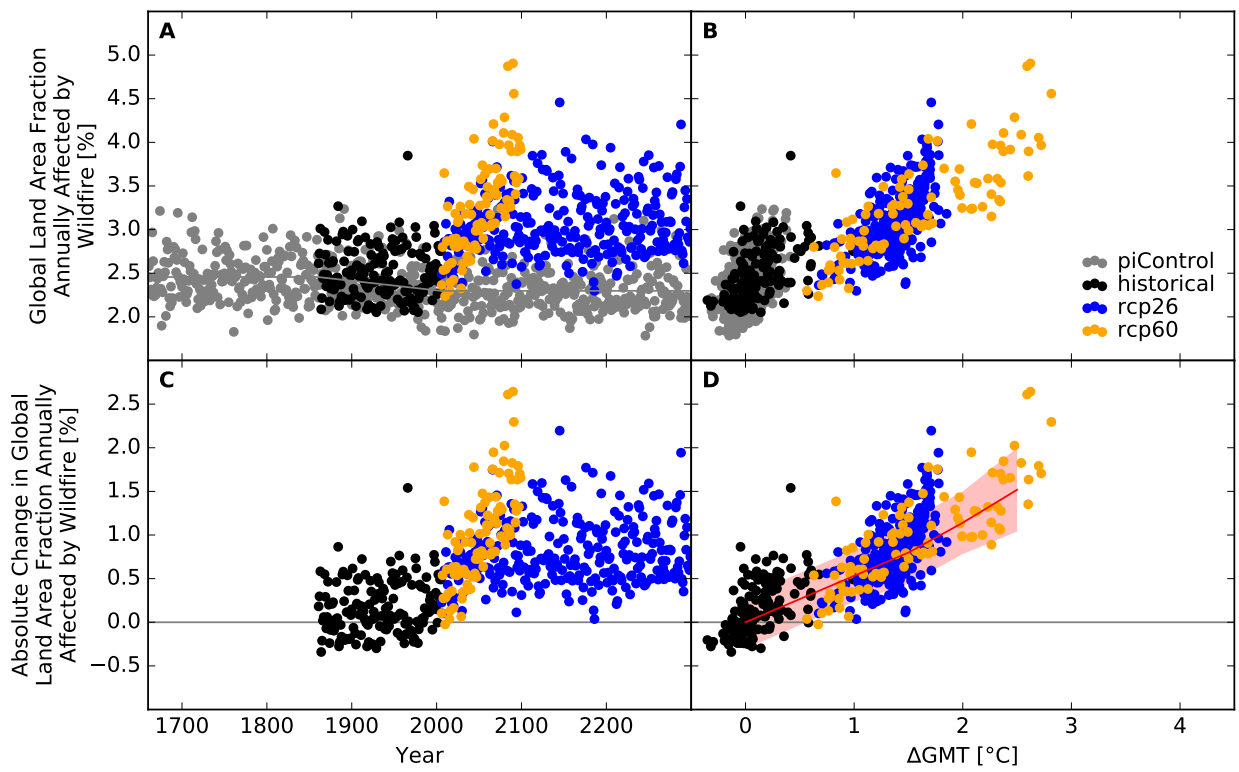 A
B
Global Land Area Fraction
Annually Affected by
Wildfire [%]
5.0
4.5
4.0
3.5
3.0
2.5
2.0
piControl
historical
rcp26
rcp60
C
D
Absolute Change in Global
Land Area Fraction Annually
Affected by Wildfire [%]
2.5
2.0
1.5
1.0
0.5
0.0
−0.5
1700 1800 1900 2000 2100 2200
0 1 2 3 4
Year
ΔGMT [°C]